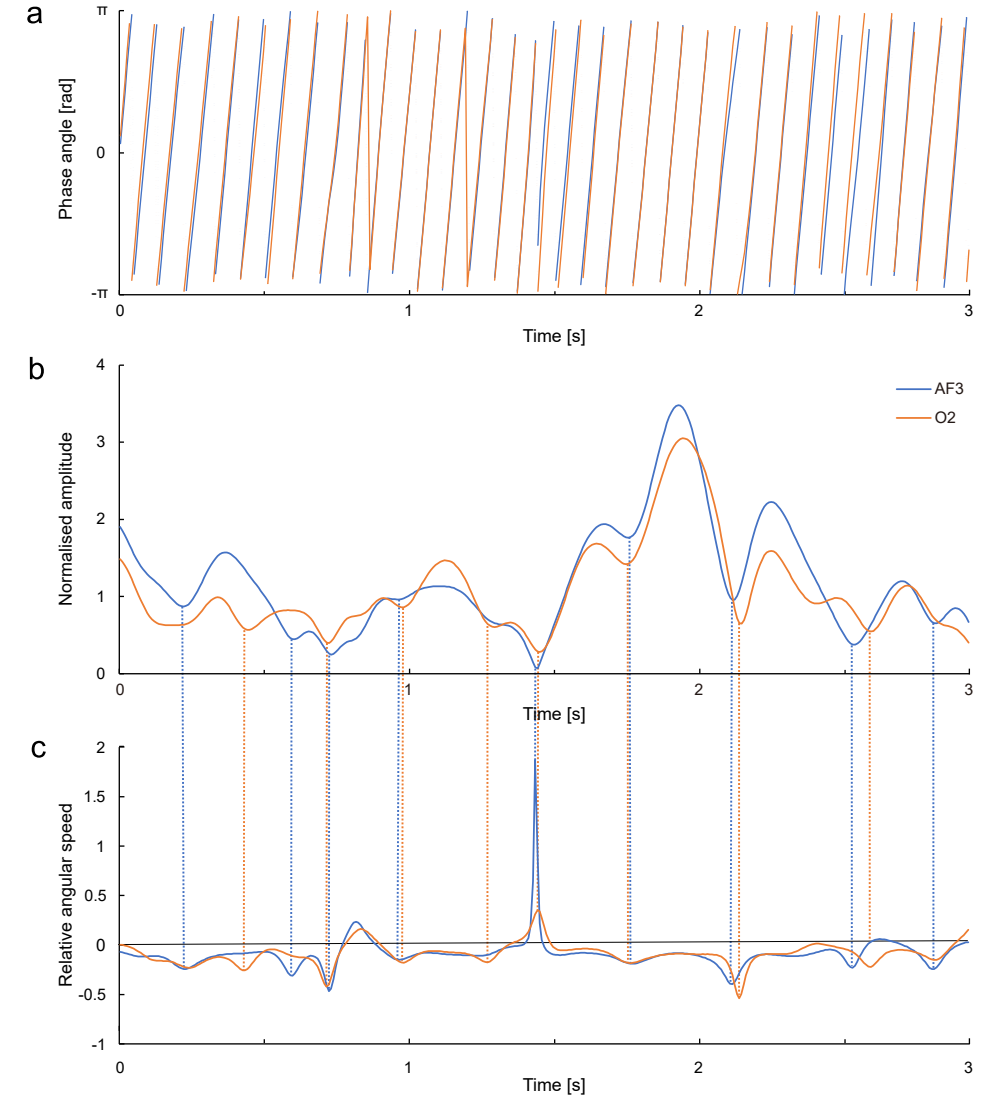 a
Phase angle [rad]
π
0
-π
0 1 2 3
Time [s]
b
Normalised amplitude
4
3
2
1
0
AF3
O2
0 1 2 3
Time [s]
c
Relative angular speed
2
1.5
1
0.5
0
-0.5
-1
0 1 2 3
Time [s]